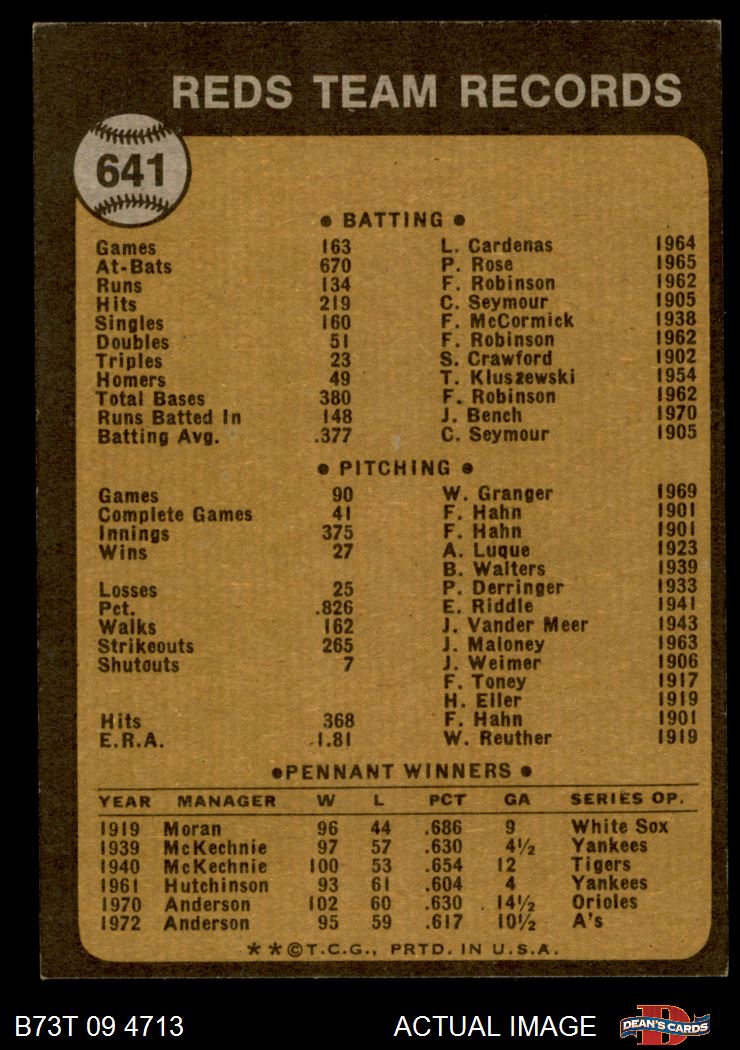 REDS TEAM RECORDS
641
● BATTING ●
Games 163 L. Cardenas 1964
At-Bats 670 P. Rose 1965
Runs 134 F. Robinson 1962
Hits 219 C. Seymour 1905
Singles 160 F. McCormick 1938
Doubles 51 F. Robinson 1962
Triples 23 S. Crawford 1902
Homers 49 T. Kluszewski 1954
Total Bases 380 F. Robinson 1962
Runs Batted In 148 J. Bench 1970
Batting Avg. .377 C. Seymour 1905
● PITCHING ●
Games 90 W. Granger 1969
Complete Games 41 F. Hahn 1901
Innings 375 F. Hahn 1901
Wins 27 A. Luque 1923
B. Walters 1939
Losses 25 P. Derringer 1933
Pct. .826 E. Riddle 1941
Walks 162 J. Vander Meer 1943
Strikeouts 265 J. Maloney 1963
Shutouts 7 J. Weimer 1906
F. Toney 1917
H. Eller 1919
Hits 368 F. Hahn 1901
E.R.A. 1.81 W. Reuther 1919
●PENNANT WINNERS ●
YEAR MANAGER W L PCT GA SERIES OP.
1919 Moran 96 44 .686 9 White Sox
1939 McKechnie 97 57 .630 4½ Yankees
1940 McKechnie 100 53 .654 12 Tigers
1961 Hutchinson 93 61 .604 4 Yankees
1970 Anderson 102 60 .630 14½ Orioles
1972 Anderson 95 59 .617 10½ A's
**©T.C.G., PRTD. IN U.S.A.
B73T 09 4713 ACTUAL IMAGE D DEAN'S CARDS